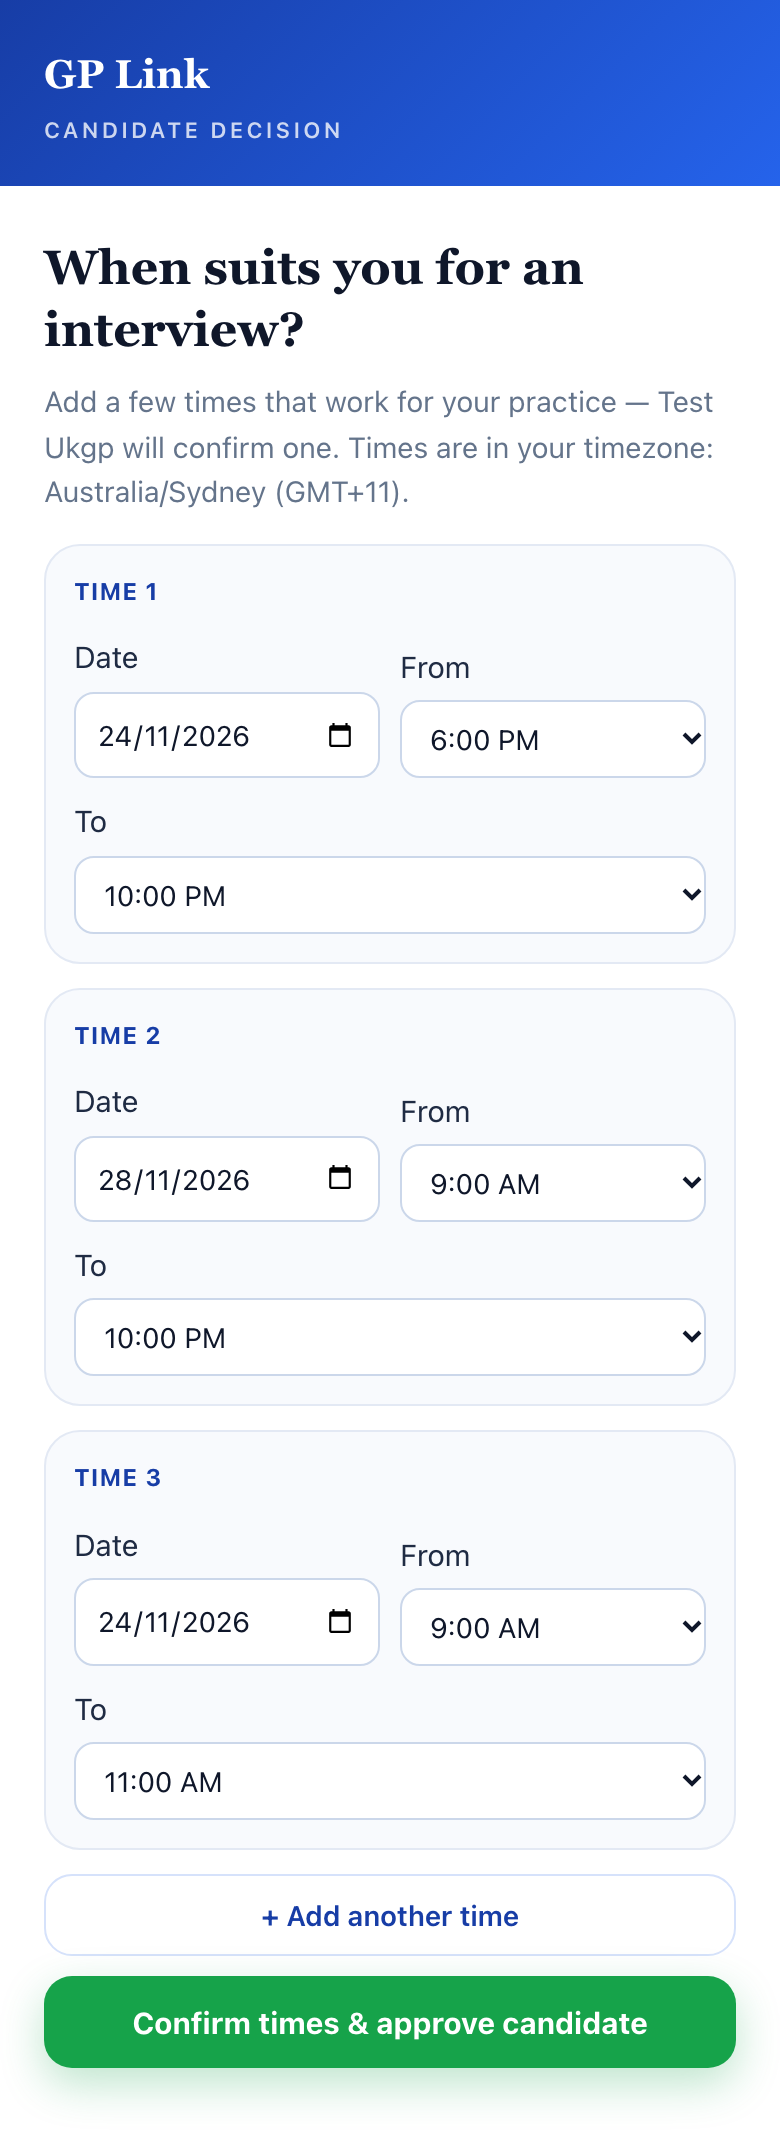 GP Link
CANDIDATE DECISION
When suits you for an
interview?
Add a few times that work for your practice — Test
Ukgp will confirm one. Times are in your timezone:
Australia/Sydney (GMT+11).
TIME 1
Date
From
24/11/2026
6:00 PM
To
10:00 PM
TIME 2
Date
From
28/11/2026
9:00 AM
To
10:00 PM
TIME 3
Date
From
24/11/2026
9:00 AM
To
11:00 AM
+ Add another time
Confirm times & approve candidate